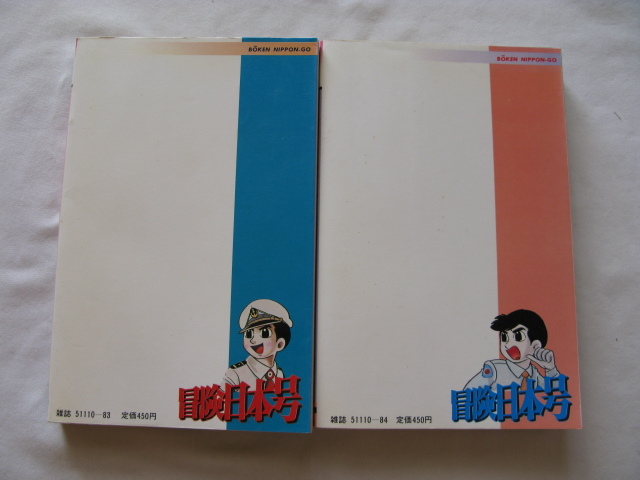 BŌKEN NIPPON-GO
冒険日本号
雑誌 51110-83 定価450円
BŌKEN NIPPON-GO
冒険日本号
雑誌 51110-84 定価450円